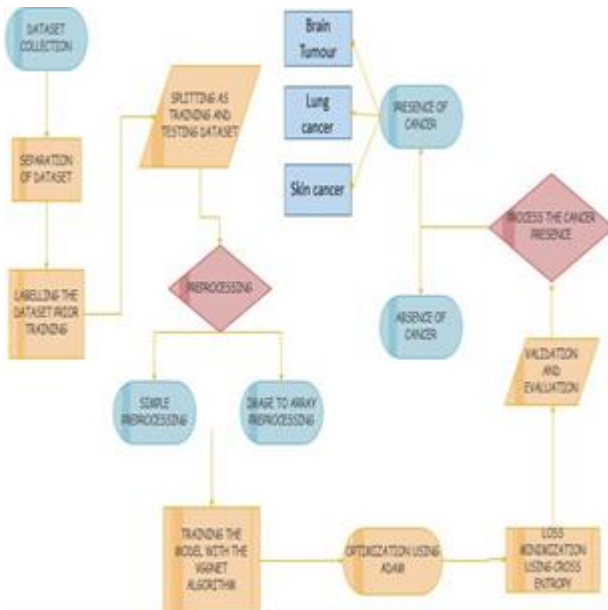 DATASET
COLLECTION
SEPARATION
OF DATASET
LABELLING THE
DATASET PRIOR
TRAINING
SPLITTING AS
TRAINING AND
TESTING DATASET
PREPROCESSING
SIMPLE
PREPROCESSING
IMAGE TO ARRAY
PREPROCESSING
TRAINING THE
MODEL WITH THE
VGGNET
ALGORITHM
OPTIMIZATION USING
ADAM
LOSS
MINIMIZATION
USING-CROSS
ENTROPY
VALIDATION
AND
EVALUATION
PROCESS THE CANCER
PRESENCE
PRESENCE OF
CANCER
ABSENCE OF
CANCER
Brain
Tumour
Lung
cancer
Skin cancer